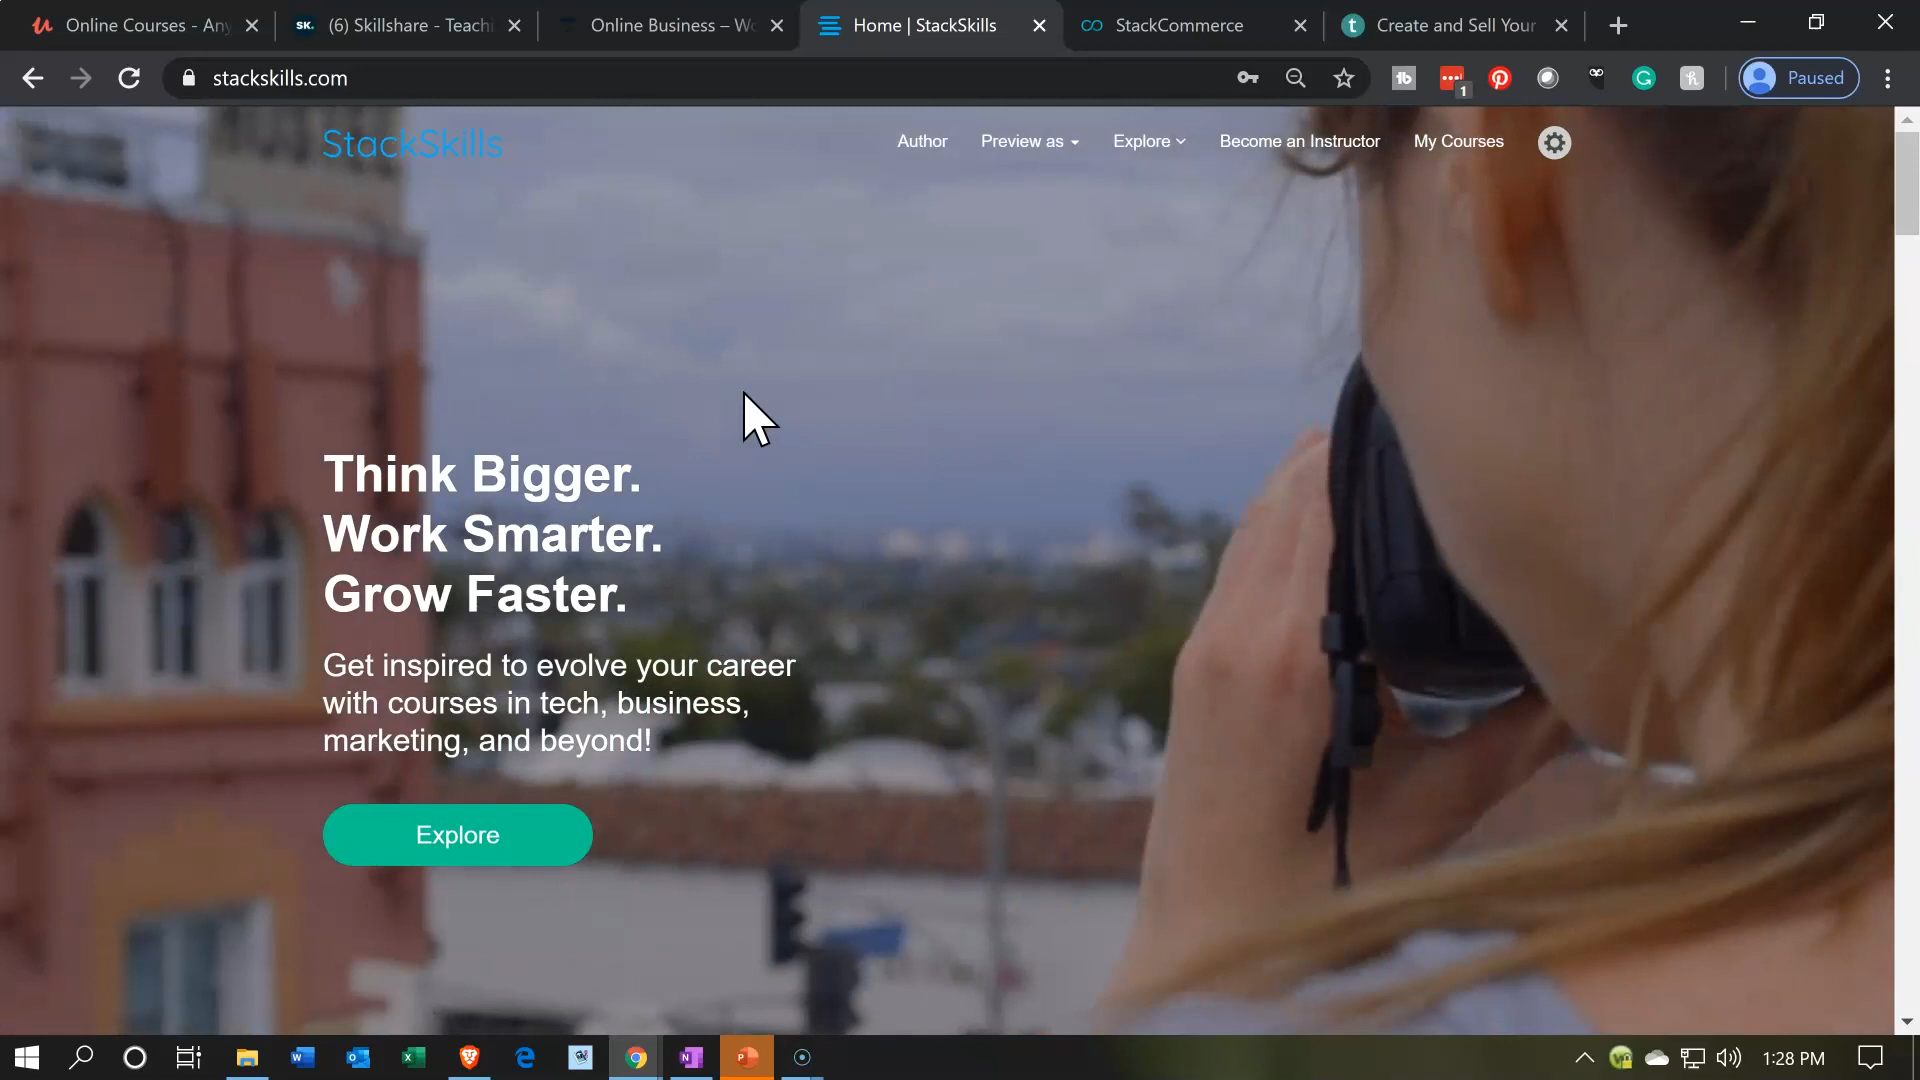 Online Courses - Any
SK.
(6) Skillshare - Teachi
Online Business – Wo
Home | StackSkills
StackCommerce
t
Create and Sell Your
stackskills.com
1
Paused
StackSkills
Author
Preview as
Explore
Become an Instructor
My Courses
Think Bigger.
Work Smarter.
Grow Faster.
Get inspired to evolve your career
with courses in tech, business,
marketing, and beyond!
Explore
1:28 PM